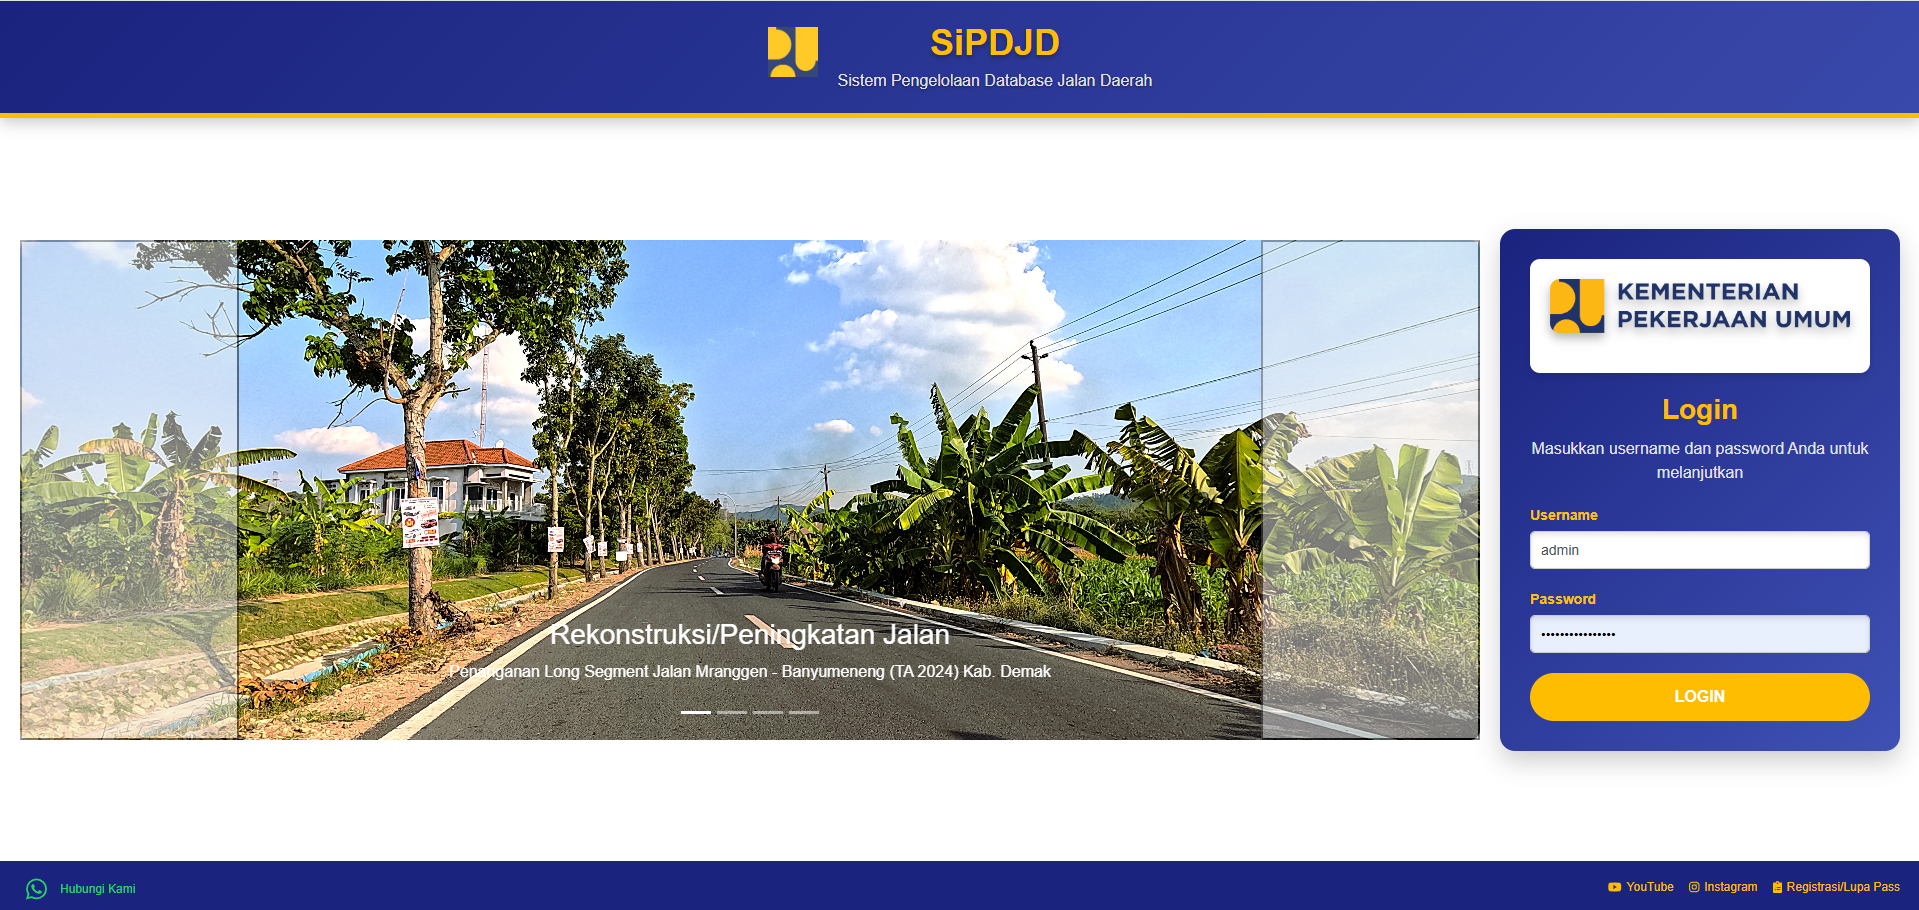 SiPDJD
Sistem Pengelolaan Database Jalan Daerah
Rekonstruksi/Peningkatan Jalan
Penanganan Long Segment Jalan Mranggen - Banyumeneng (TA 2024) Kab. Demak
KEMENTERIAN
PEKERJAAN UMUM
Login
Masukkan username dan password Anda untuk
melanjutkan
Username
admin
Password
••••••••••••••••
LOGIN
Hubungi Kami
YouTube
Instagram
Registrasi/Lupa Pass